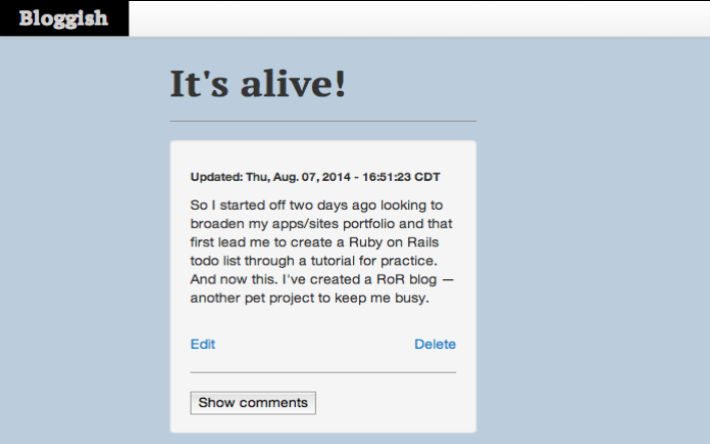 Bloggish
It's alive!
Updated: Thu, Aug. 07, 2014 - 16:51:23 CDT
So I started off two days ago looking to
broaden my apps/sites portfolio and that
first lead me to create a Ruby on Rails
todo list through a tutorial for practice.
And now this. I've created a RoR blog —
another pet project to keep me busy.
Edit Delete
Show comments